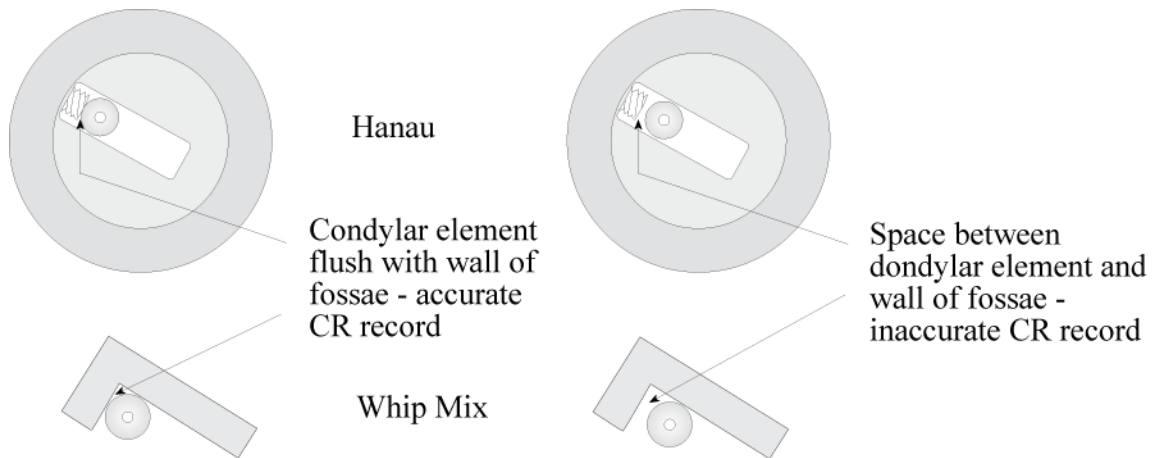 Hanau
Condylar element
flush with wall of
fossae - accurate
CR record
Space between
dondylar element and
wall of fossae -
inaccurate CR record
Whip Mix